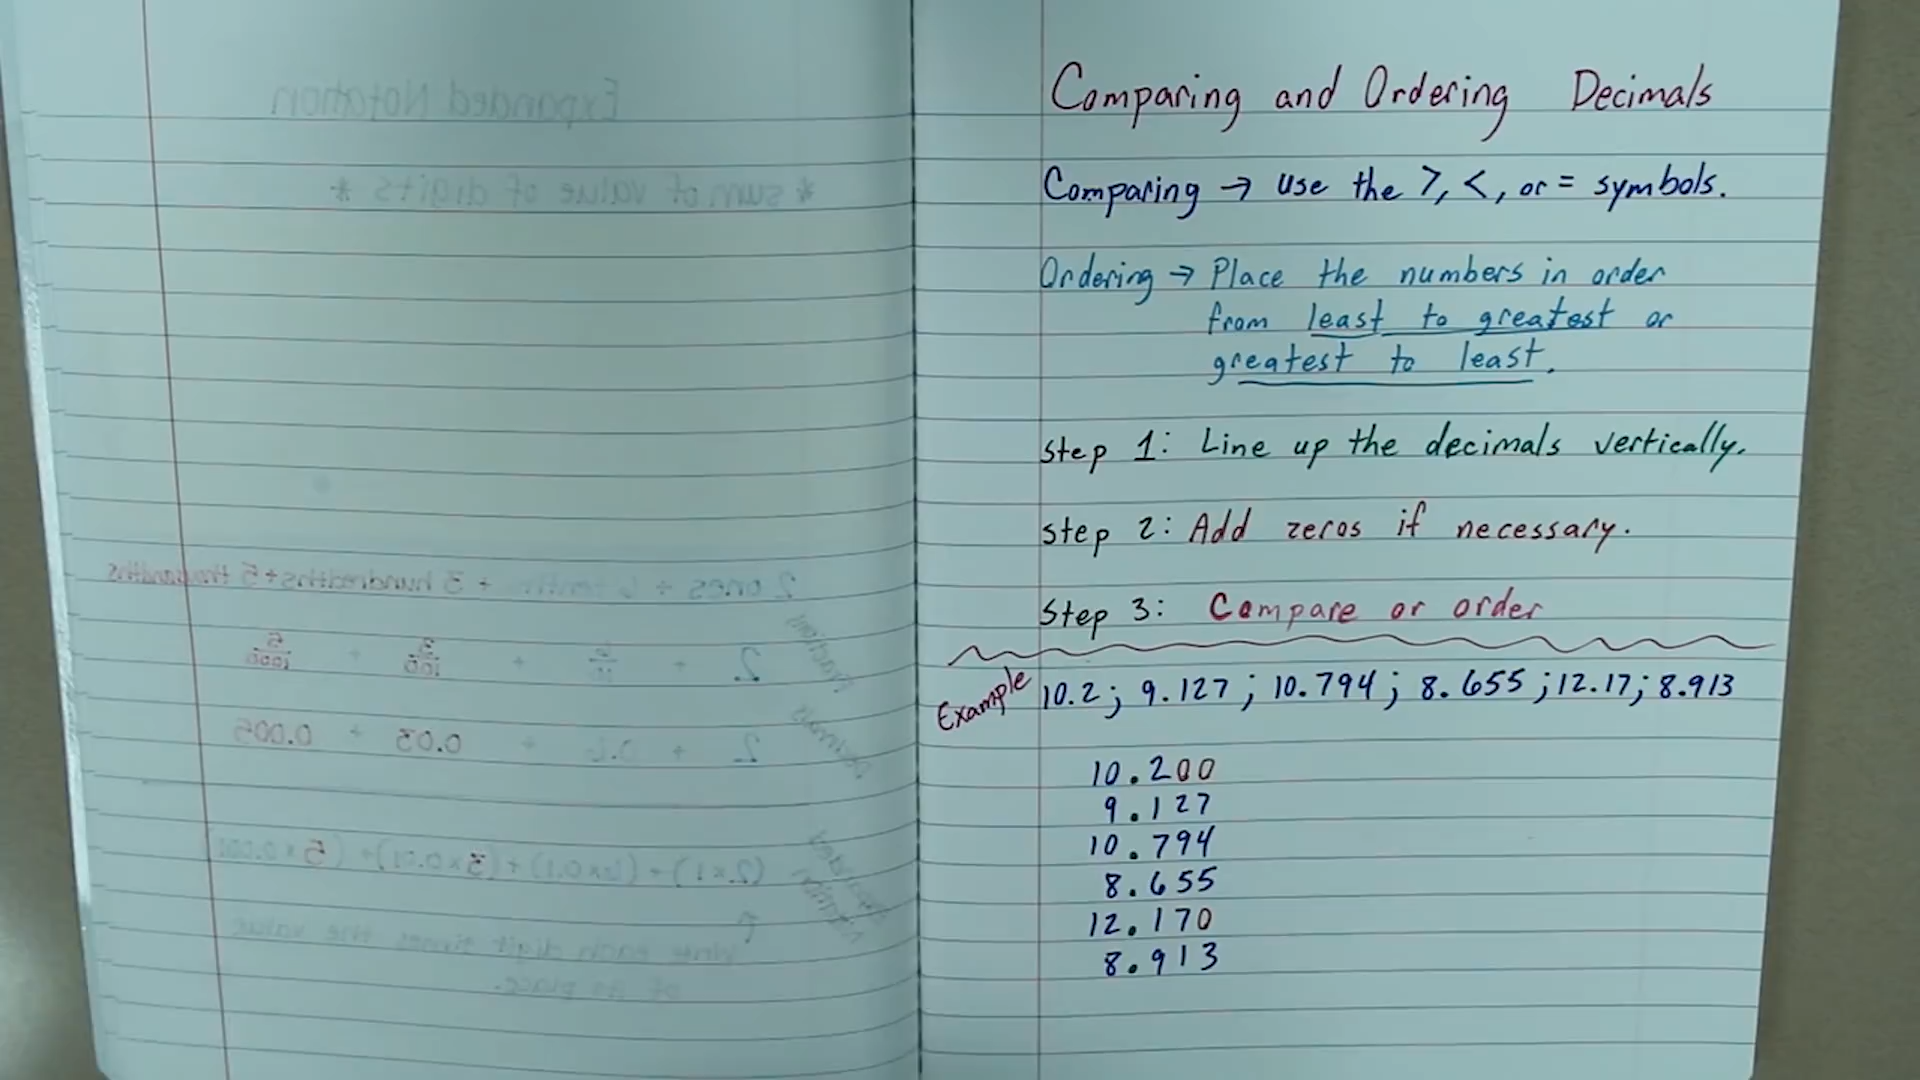 Comparing and Ordering Decimals
Comparing → use the >, <, or = symbols.
Ordering → Place the numbers in order
from least to greatest or
greatest to least.
Step 1: Line up the decimals vertically.
Step 2: Add zeros if necessary.
Step 3: Compare or order
Example 10.2; 9.127; 10.794; 8.655; 12.17; 8.913
10.200
9.127
10.794
8.655
12.170
8.913